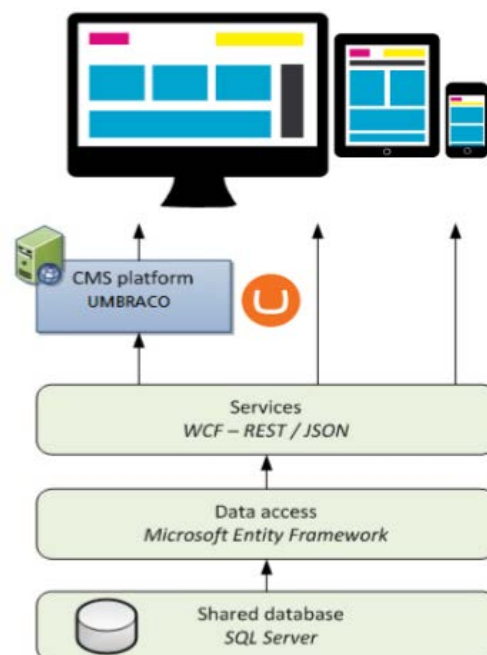 CMS platform
UMBRACO
Services
WCF – REST / JSON
Data access
Microsoft Entity Framework
Shared database
SQL Server